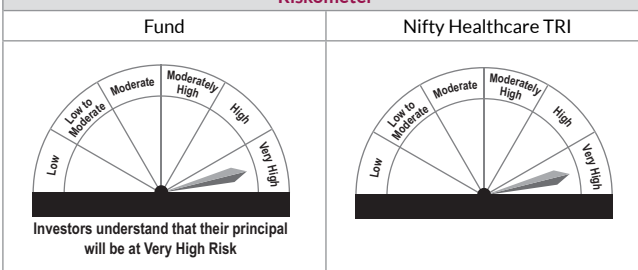 Riskometer
Fund
Nifty Healthcare TRI
Low
Low to
Moderate
Moderate
Moderately
High
High
Very High
Investors understand that their principal
will be at Very High Risk
Low
Low to
Moderate
Moderate
Moderately
High
High
Very High